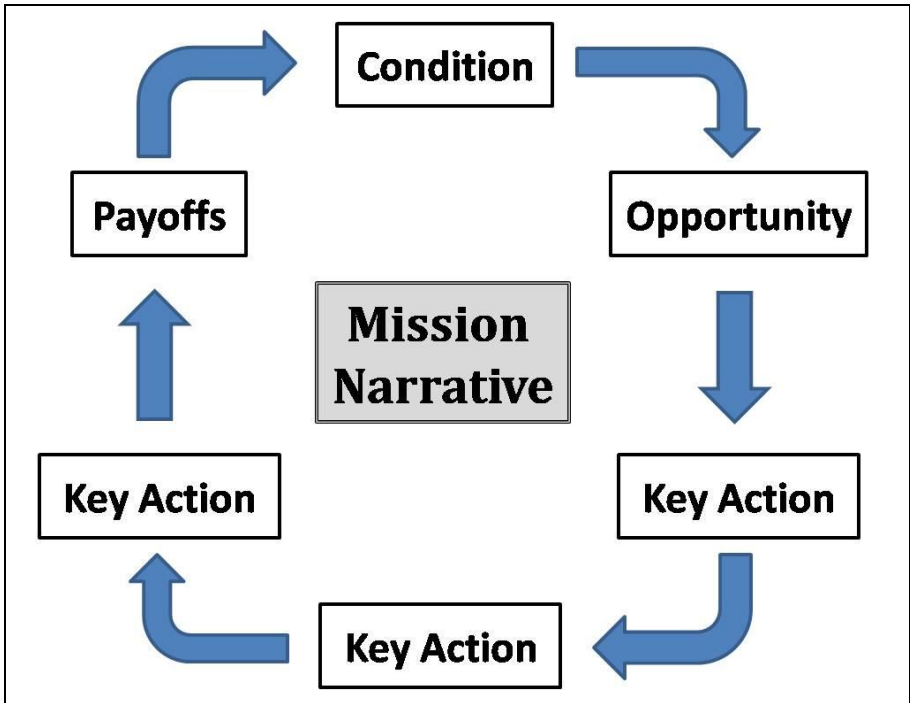 Condition
Payoffs
Opportunity
Mission
Narrative
Key Action
Key Action
Key Action